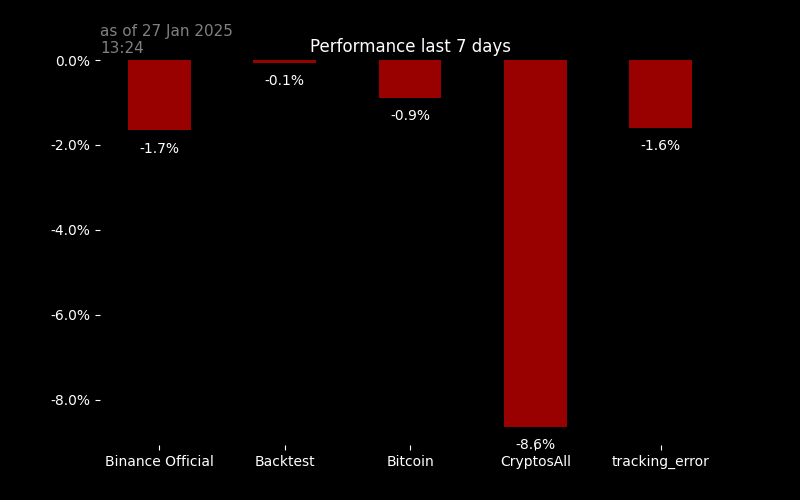 as of 27 Jan 2025
13:24
Performance last 7 days
0.0%
-2.0%
-4.0%
-6.0%
-8.0%
-1.7%
-0.1%
-0.9%
-8.6%
-1.6%
Binance Official
Backtest
Bitcoin
CryptosAll
tracking_error